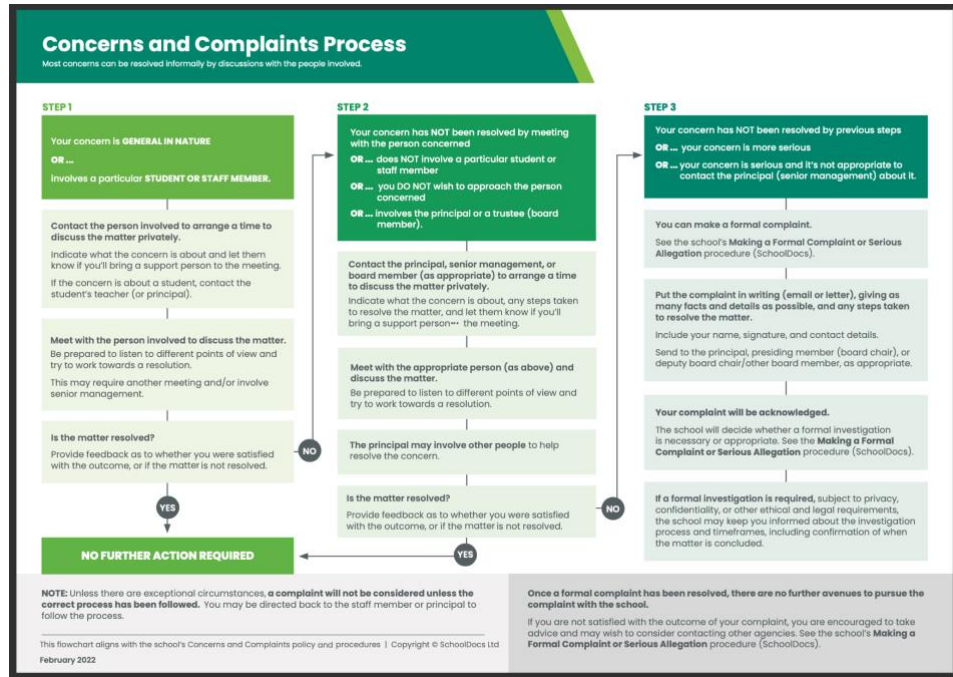 Concerns and Complaints Process
Most concerns can be resolved informally by discussions with the people involved.
STEP 1
Your concern is GENERAL IN NATURE
OR ...
involves a particular STUDENT OR STAFF MEMBER.
Contact the person involved to arrange a time to
discuss the matter privately.
Indicate what the concern is about and let them
know if you'll bring a support person to the meeting.
If the concern is about a student, contact the
student's teacher (or principal).
Meet with the person involved to discuss the matter.
Be prepared to listen to different points of view and
try to work towards a resolution.
This may require another meeting and/or involve
senior management.
Is the matter resolved?
Provide feedback as to whether you were satisfied
with the outcome, or if the matter is not resolved.
NO
YES
NO FURTHER ACTION REQUIRED
STEP 2
Your concern has NOT been resolved by meeting
with the person concerned
OR ... does NOT involve a particular student or
staff member
OR ... you DO NOT wish to approach the person
concerned
OR ... involves the principal or a trustee (board
member).
Contact the principal, senior management, or
board member (as appropriate) to arrange a time
to discuss the matter privately.
Indicate what the concern is about, any steps taken
to resolve the matter, and let them know if you'll
bring a support person the meeting.
Meet with the appropriate person (as above) and
discuss the matter.
Be prepared to listen to different points of view and
try to work towards a resolution.
The principal may involve other people to help
resolve the concern.
Is the matter resolved?
Provide feedback as to whether you were satisfied
with the outcome, or if the matter is not resolved.
NO
YES
STEP 3
Your concern has NOT been resolved by previous steps
OR ... your concern is more serious
OR ... your concern is serious and it's not appropriate to
contact the principal (senior management) about it.
You can make a formal complaint.
See the school's Making a Formal Complaint or Serious
Allegation procedure (SchoolDocs).
Put the complaint in writing (email or letter), giving as
many facts and details as possible, and any steps taken
to resolve the matter.
Include your name, signature, and contact details.
Send to the principal, presiding member (board chair), or
deputy board chair/other board member, as appropriate.
Your complaint will be acknowledged.
The school will decide whether a formal investigation
is necessary or appropriate. See the Making a Formal
Complaint or Serious Allegation procedure (SchoolDocs).
If a formal investigation is required, subject to privacy,
confidentiality, or other ethical and legal requirements,
the school may keep you informed about the investigation
process and timeframes, including confirmation of when
the matter is concluded.
NOTE: Unless there are exceptional circumstances, a complaint will not be considered unless the
correct process has been followed. You may be directed back to the staff member or principal to
follow the process.
This flowchart aligns with the school's Concerns and Complaints policy and procedures | Copyright © SchoolDocs Ltd
February 2022
Once a formal complaint has been resolved, there are no further avenues to pursue the
complaint with the school.
If you are not satisfied with the outcome of your complaint, you are encouraged to take
advice and may wish to consider contacting other agencies. See the school's Making a
Formal Complaint or Serious Allegation procedure (SchoolDocs).